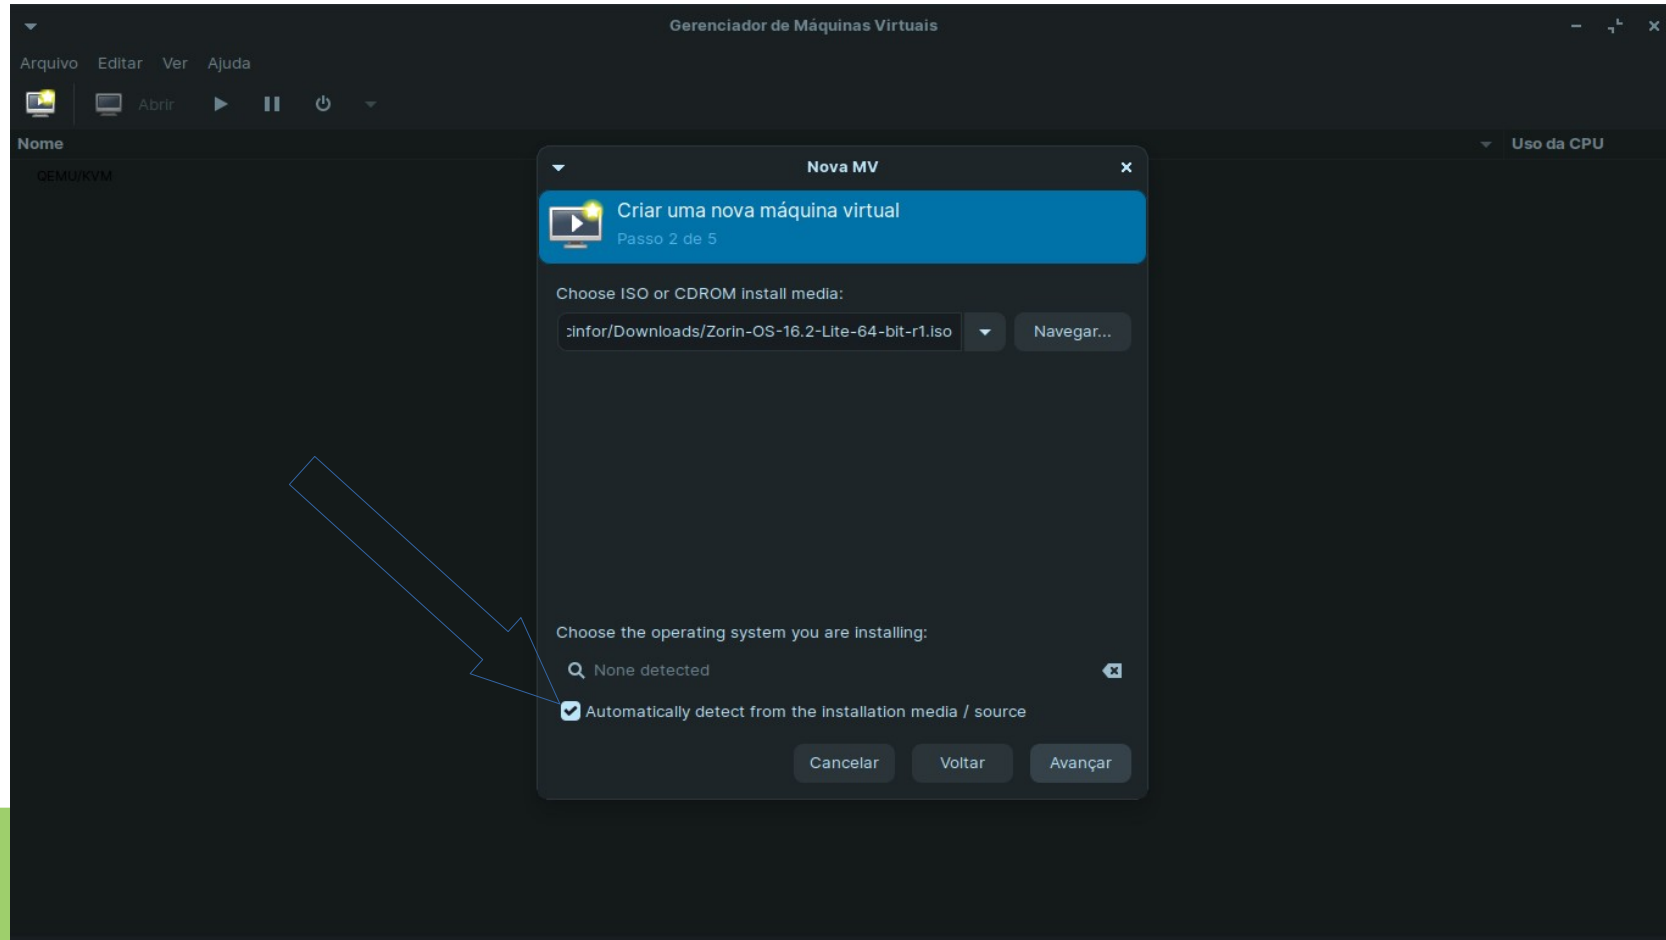 Gerenciador de Máquinas Virtuais
Arquivo Editar Ver Ajuda
Abrir
Nome
Uso da CPU
QEMU/KVM
Nova MV
Criar uma nova máquina virtual
Passo 2 de 5
Choose ISO or CDROM install media:
cinfor/Downloads/Zorin-OS-16.2-Lite-64-bit-r1.iso
Navegar...
Choose the operating system you are installing:
None detected
Automatically detect from the installation media / source
Cancelar Voltar Avançar